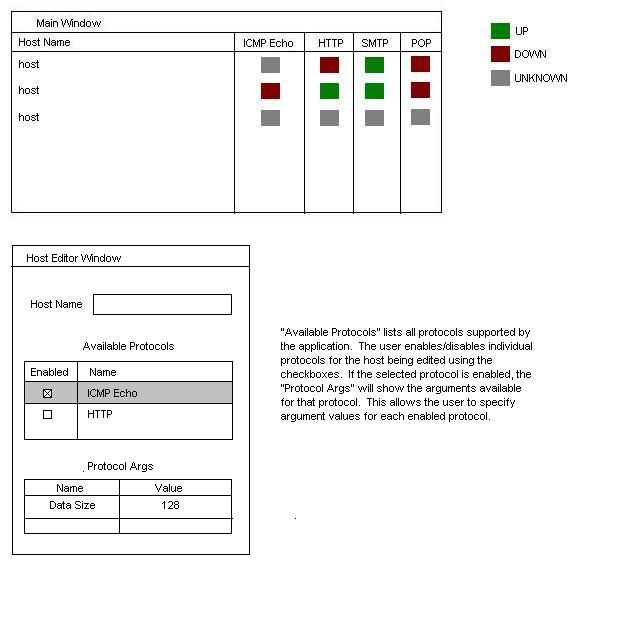 Main Window
Host Name ICMP Echo HTTP SMTP POP
host
host
host
UP
DOWN
UNKNOWN
Host Editor Window
Host Name
Available Protocols
Enabled Name
ICMP Echo
HTTP
Protocol Args
Name Value
Data Size 128
"Available Protocols" lists all protocols supported by
the application. The user enables/disables individual
protocols for the host being edited using the
checkboxes. If the selected protocol is enabled, the
"Protocol Args" will show the arguments available
for that protocol. This allows the user to specify
argument values for each enabled protocol.